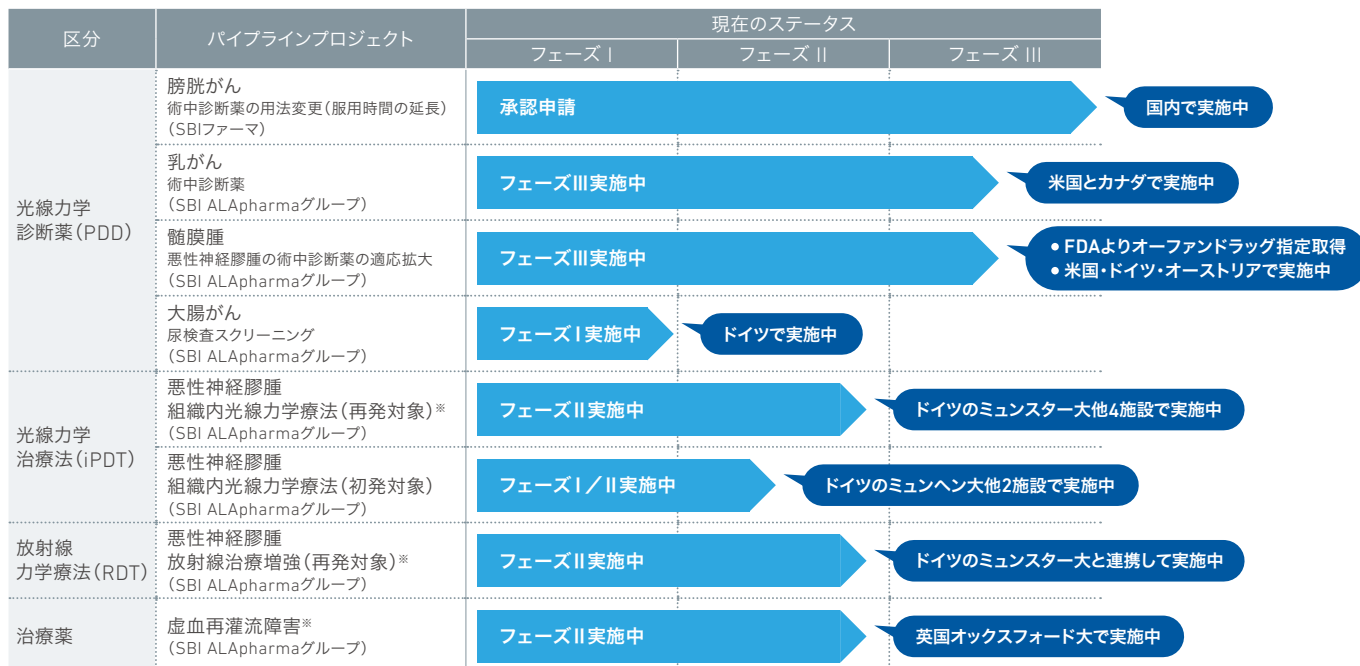 区分
パイプラインプロジェクト
現在のステータス
フェーズ I
フェーズ II
フェーズ III
光線力学
診断薬(PDD)
膀胱がん
術中診断薬の用法変更(服用時間の延長)
(SBIファーマ)
承認申請
国内で実施中
乳がん
術中診断薬
(SBI ALApharmaグループ)
フェーズIII実施中
米国とカナダで実施中
髄膜腫
悪性神経膠腫の術中診断薬の適応拡大
(SBI ALApharmaグループ)
フェーズIII実施中
● FDAよりオーファンドラッグ指定取得
● 米国・ドイツ・オーストリアで実施中
大腸がん
尿検査スクリーニング
(SBI ALApharmaグループ)
フェーズI実施中
ドイツで実施中
光線力学
治療法(iPDT)
悪性神経膠腫
組織内光線力学療法(再発対象)※
(SBI ALApharmaグループ)
フェーズII実施中
ドイツのミュンスター大他4施設で実施中
悪性神経膠腫
組織内光線力学療法(初発対象)
(SBI ALApharmaグループ)
フェーズI/II実施中
ドイツのミュンヘン大他2施設で実施中
放射線
力学療法(RDT)
悪性神経膠腫
放射線治療増強(再発対象)※
(SBI ALApharmaグループ)
フェーズII実施中
ドイツのミュンスター大と連携して実施中
治療薬
虚血再灌流障害※
(SBI ALApharmaグループ)
フェーズII実施中
英国オックスフォード大で実施中